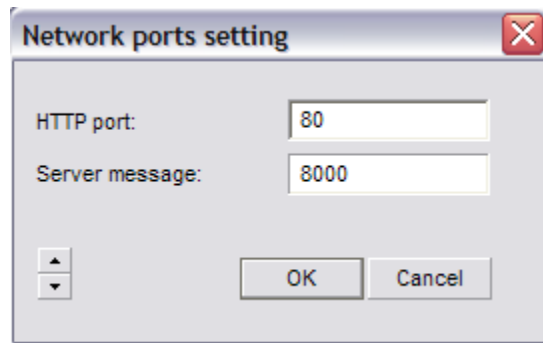 Network ports setting
HTTP port: 80
Server message: 8000
OK Cancel